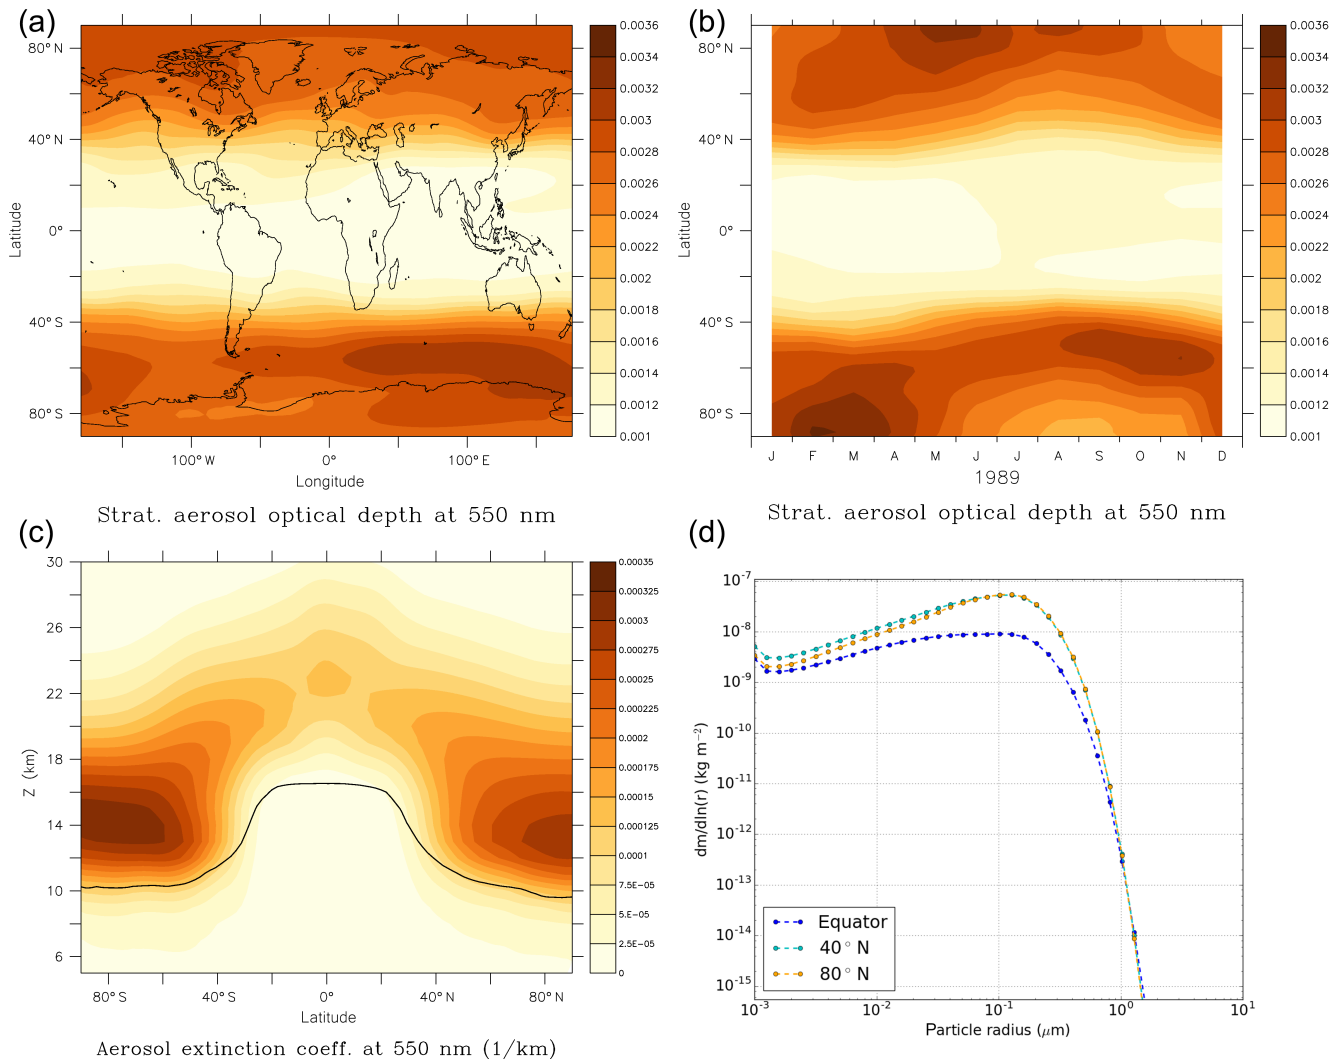 (a)
80° N
40° N
0°
40° S
80° S
Latitude
100° W
0°
100° E
Longitude
0.0036
0.0034
0.0032
0.003
0.0028
0.0026
0.0024
0.0022
0.002
0.0018
0.0016
0.0014
0.0012
0.001
Strat. aerosol optical depth at 550 nm
(b)
80° N
40° N
0°
40° S
80° S
Latitude
J F M A M J J A S O N D
1989
0.0036
0.0034
0.0032
0.003
0.0028
0.0026
0.0024
0.0022
0.002
0.0018
0.0016
0.0014
0.0012
0.001
Strat. aerosol optical depth at 550 nm
(c)
30
26
22
18
14
10
6
Z (km)
80° S
40° S
0°
40° N
80° N
Latitude
0.00035
0.000325
0.0003
0.000275
0.00025
0.000225
0.0002
0.000175
0.00015
0.000125
0.0001
7.5E-05
5.E-05
2.5E-05
0
Aerosol extinction coeff. at 550 nm (1/km)
(d)
10⁻⁷
10⁻⁸
10⁻⁹
10⁻¹⁰
10⁻¹¹
10⁻¹²
10⁻¹³
10⁻¹⁴
10⁻¹⁵
dm/dln(r) (kg m⁻²)
Equator
40° N
80° N
10⁻³
10⁻²
10⁻¹
10⁰
10¹
Particle radius (μm)